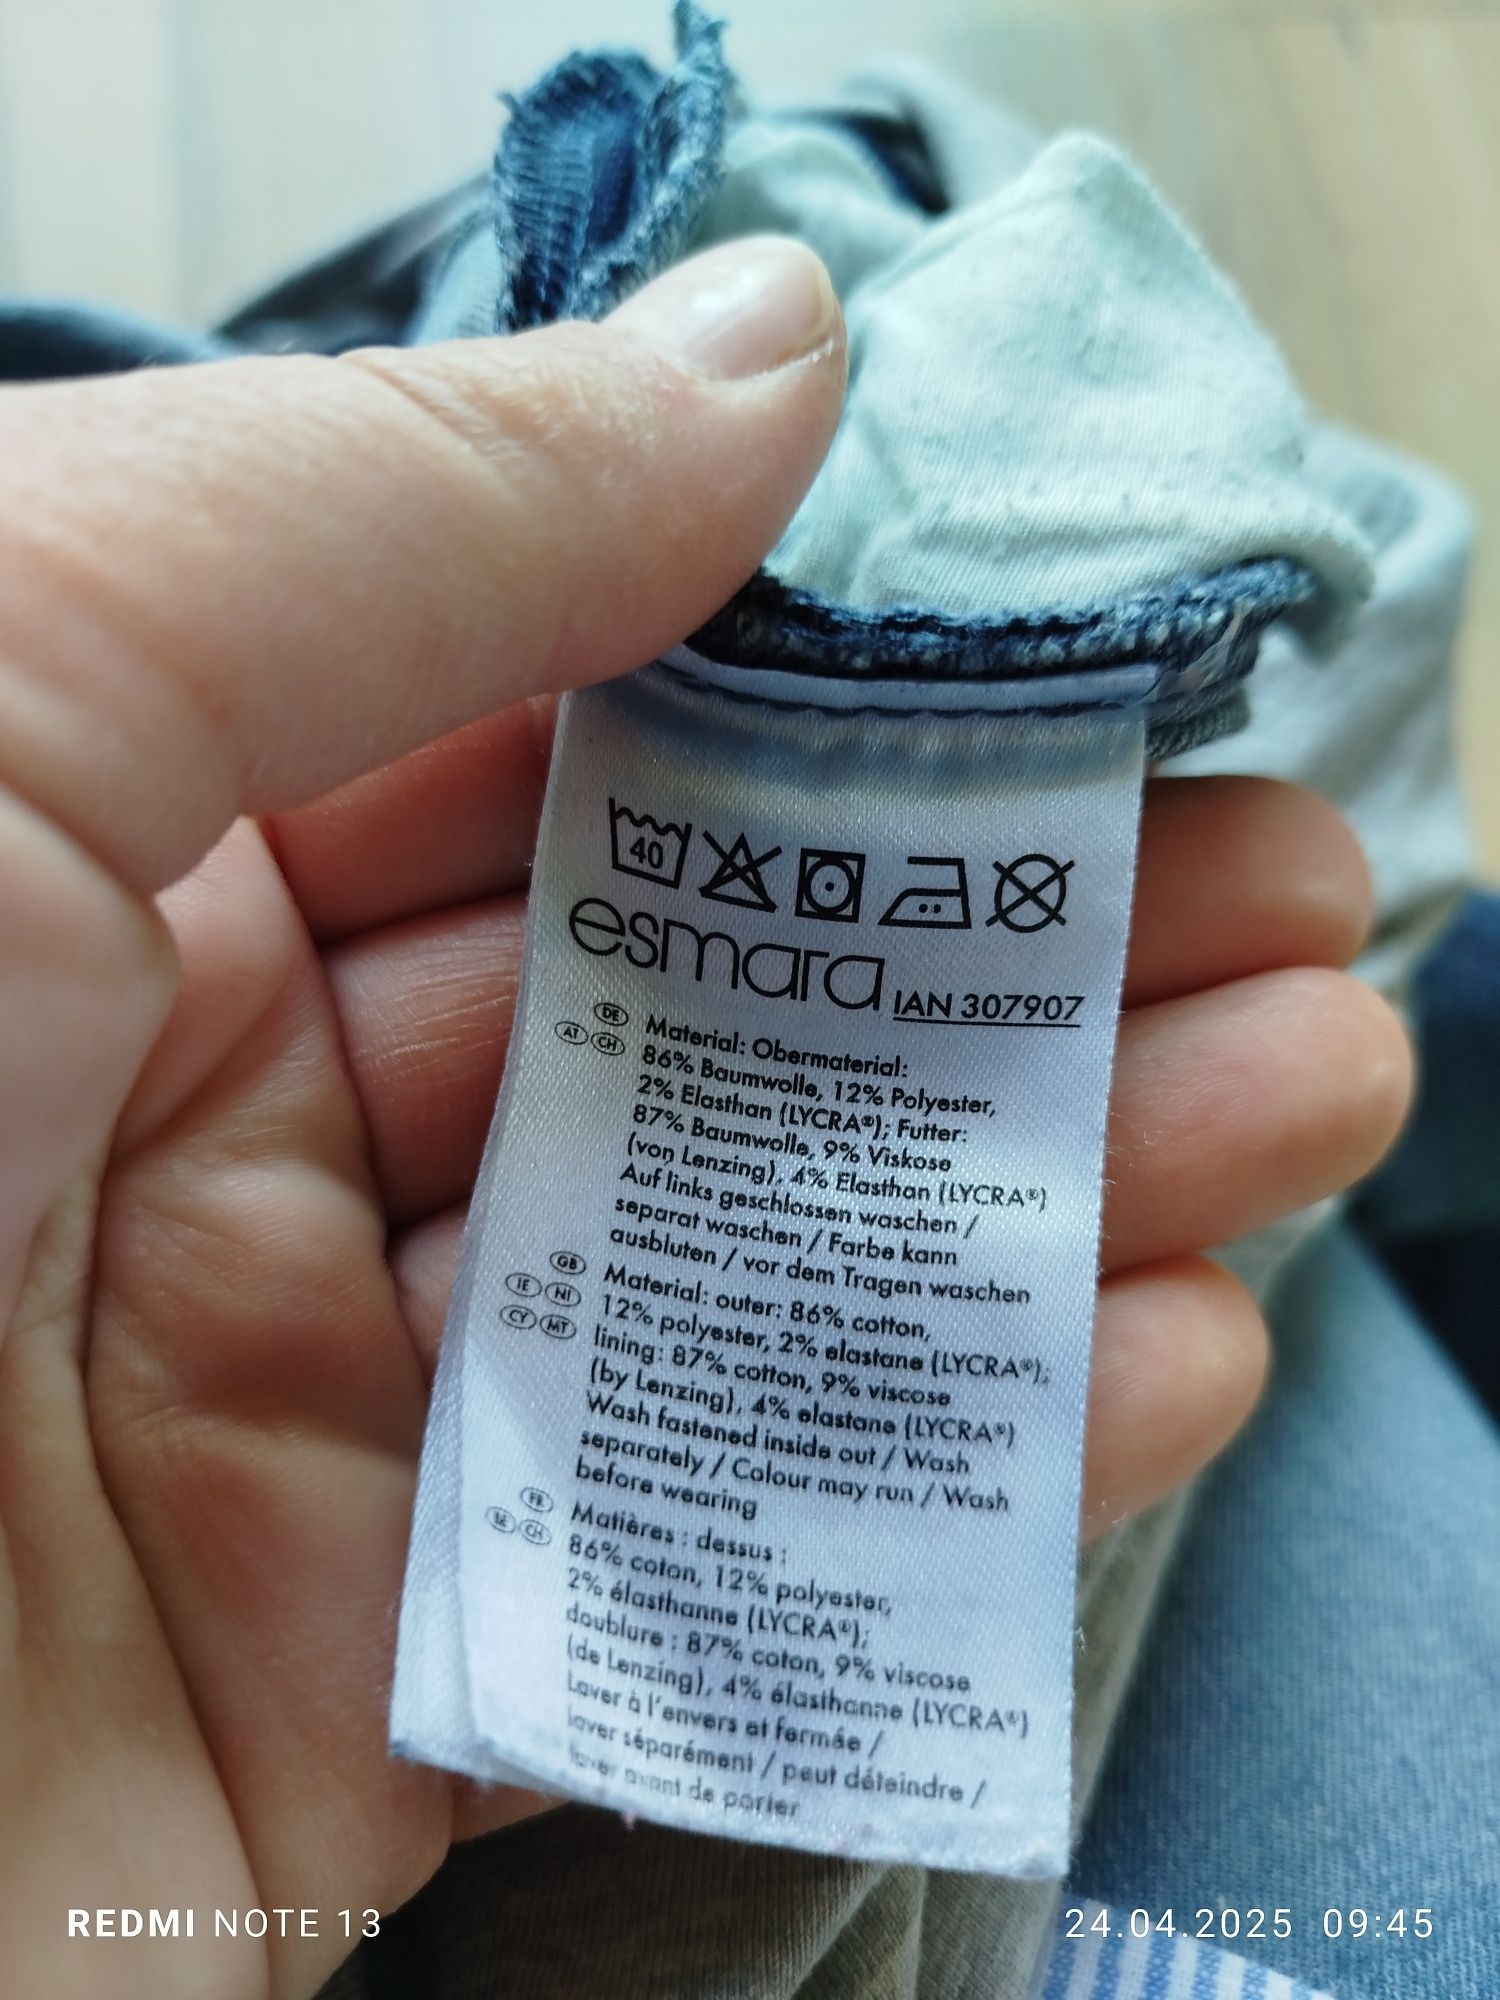 40
esmara IAN 307907
DE
AT CH
Material: Obermaterial:
86% Baumwolle, 12% Polyester,
2% Elasthan (LYCRA®); Futter:
87% Baumwolle, 9% Viskose
(von Lenzing), 4% Elasthan (LYCRA®)
Auf links geschlossen waschen /
separat waschen / Farbe kann
ausbluten / vor dem Tragen waschen
GB
IE NI
CY MT
Material: outer: 86% cotton,
12% polyester, 2% elastane (LYCRA®);
lining: 87% cotton, 9% viscose
(by Lenzing), 4% elastane (LYCRA®)
Wash fastened inside out / Wash
separately / Colour may run / Wash
before wearing
FR
BE CH
Matières : dessus :
86% coton, 12% polyester,
2% élasthanne (LYCRA®);
doublure : 87% coton, 9% viscose
(de Lenzing), 4% élasthanne (LYCRA®)
Laver à l'envers et fermée /
laver séparément / peut déteindre /
laver avant de porter
REDMI NOTE 13
24.04.2025 09:45